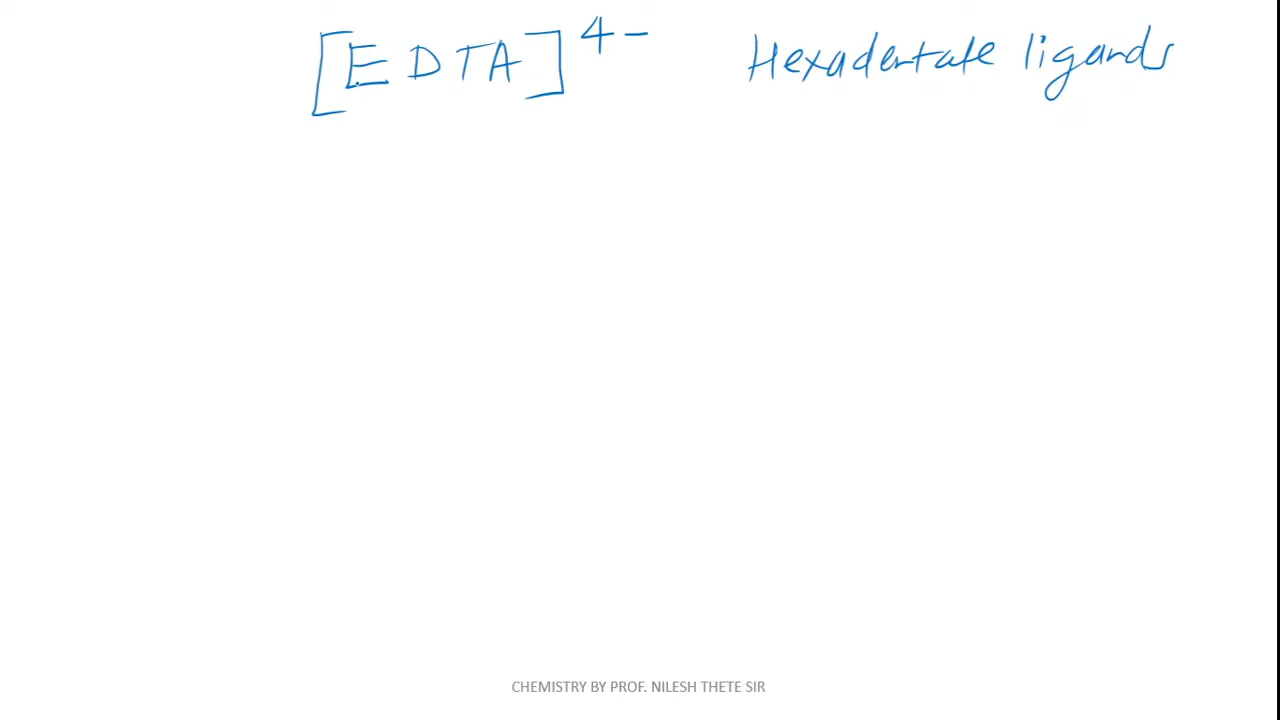 [EDTA]⁴⁻ Hexadentate ligands
CHEMISTRY BY PROF. NILESH THETE SIR